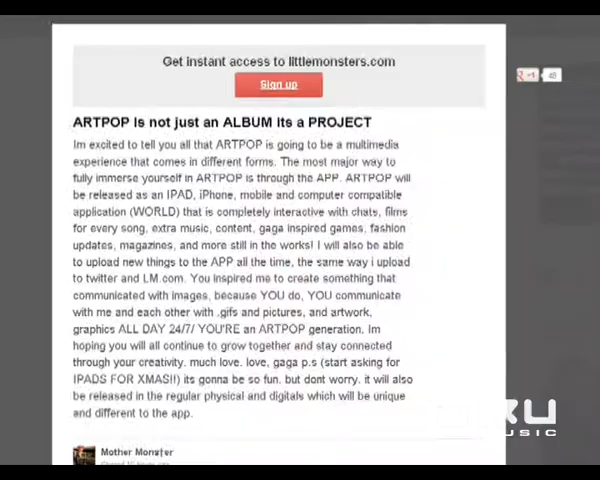 Get instant access to littlemonsters.com
Sign up
+1
ARTPOP is not just an ALBUM its a PROJECT
Im excited to tell you all that ARTPOP is going to be a multimedia
experience that comes in different forms. The most major way to
fully immerse yourself in ARTPOP is through the APP. ARTPOP will
be released as an IPAD, iPhone, mobile and computer compatible
application (WORLD) that is completely interactive with chats, films
for every song, extra music, content, gaga inspired games, fashion
updates, magazines, and more still in the works! I will also be able
to upload new things to the APP all the time, the same way i upload
to twitter and LM.com. You inspired me to create something that
communicated with images, because YOU do, YOU communicate
with me and each other with .gifs and pictures, and artwork,
graphics ALL DAY 24/7/ YOU'RE an ARTPOP generation. Im
hoping you will all continue to grow together and stay connected
through your creativity. much love. love, gaga p.s (start asking for
IPADS FOR XMAS!!) its gonna be so fun. but dont worry, it will also
be released in the regular physical and digitals which will be unique
and different to the app.
Mother Monster